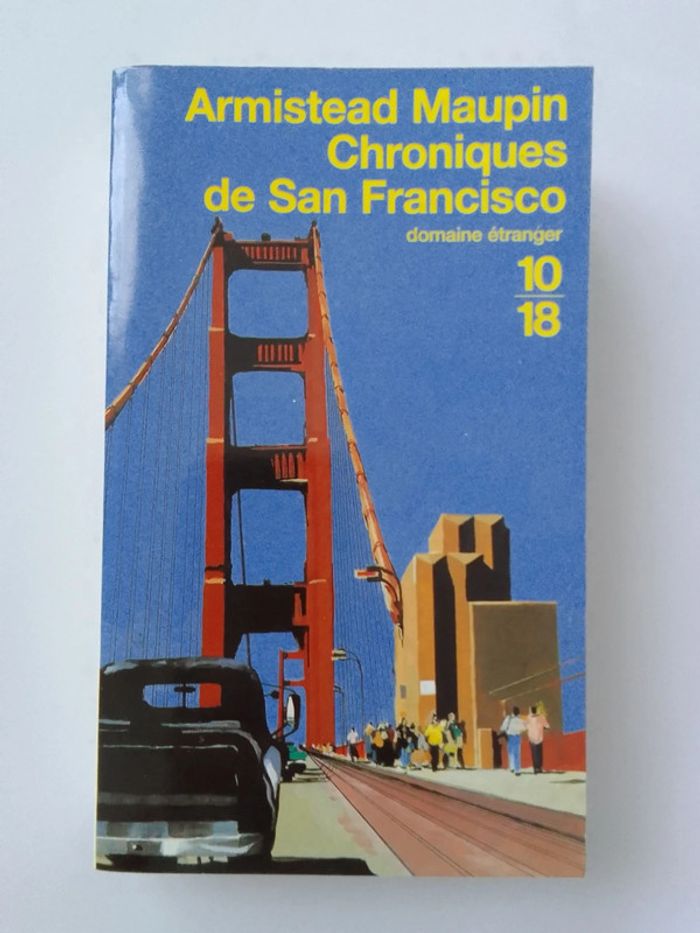 Armistead Maupin
Chroniques
de San Francisco
domaine étranger
10
18